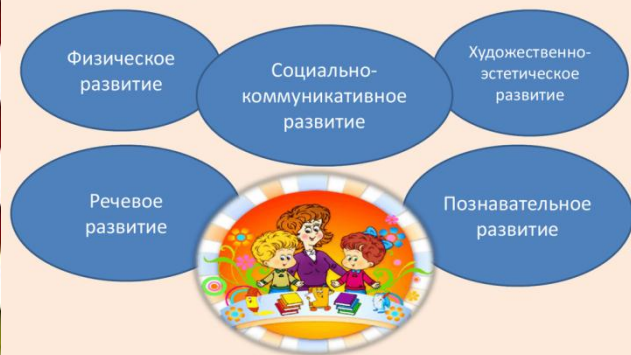 Физическое
развитие
Социально-
коммуникативное
развитие
Художественно-
эстетическое
развитие
Речевое
развитие
Познавательное
развитие